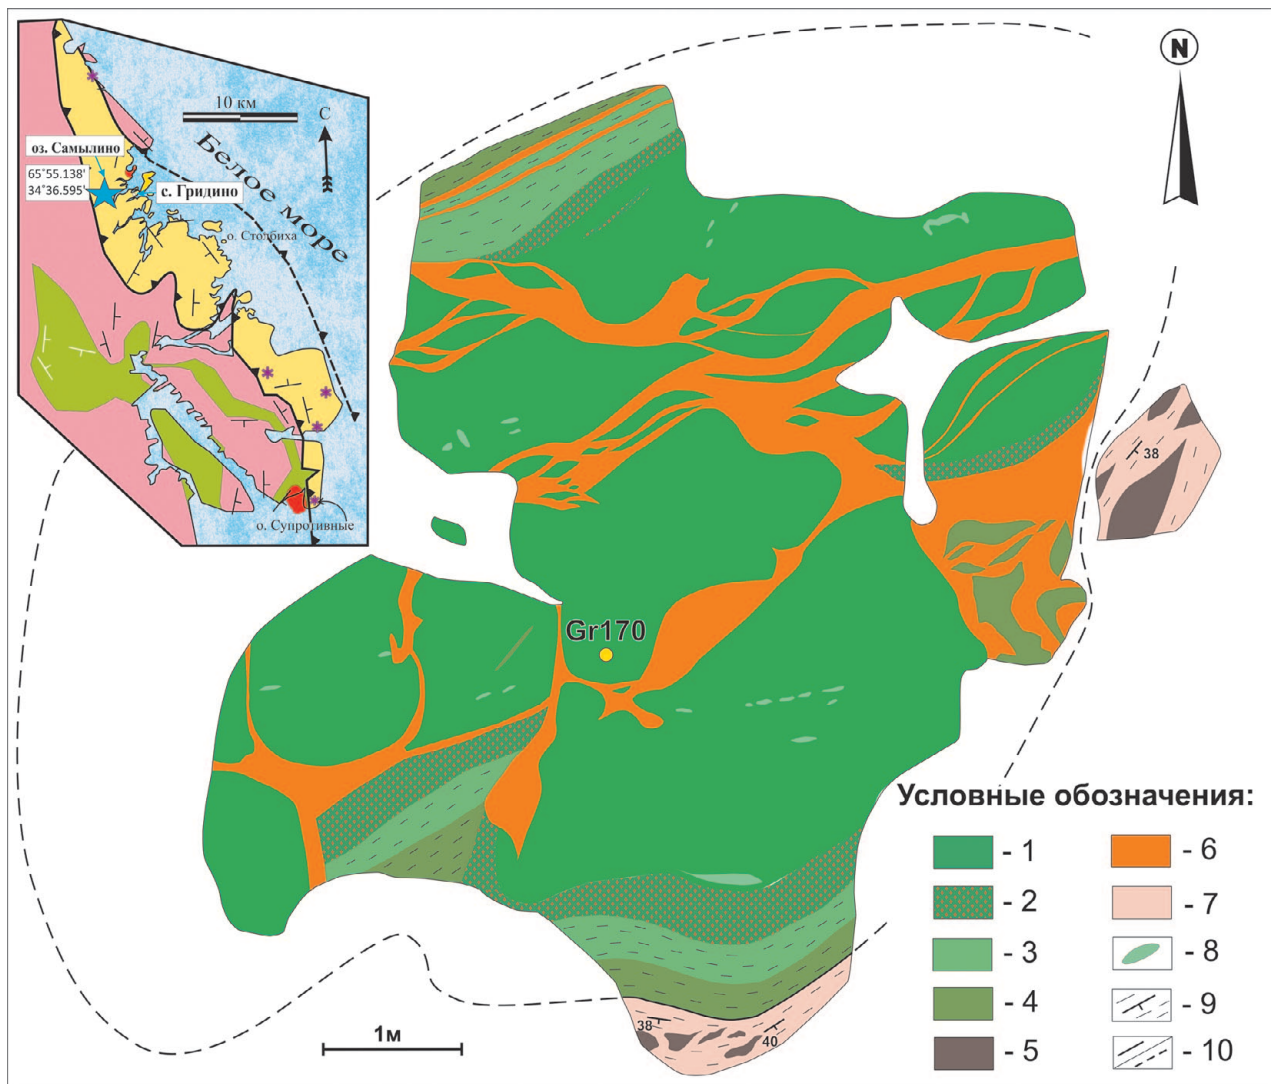 10 км
С
оз. Самылино
65°55.138'
34°36.595'
с. Гридино
Белое море
о. Столбиха
о. Супротивные
N
38
Gr170
Условные обозначения:
- 1
- 2
- 3
- 4
- 5
- 6
- 7
- 8
- 9
- 10
1м
38
40